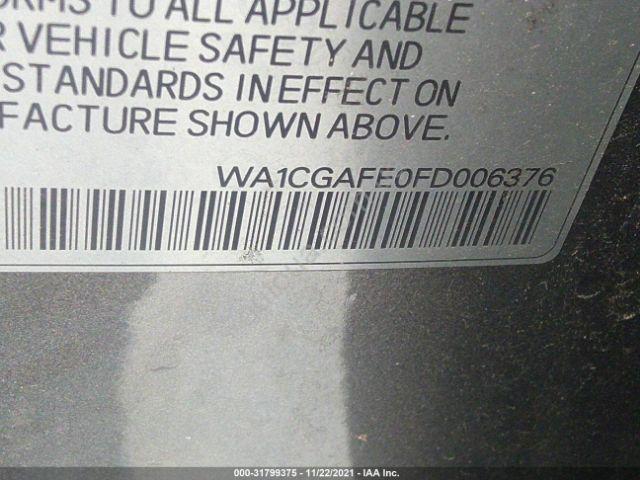 ORMS TO ALL APPLICABLE
R VEHICLE SAFETY AND
STANDARDS IN EFFECT ON
FACTURE SHOWN ABOVE.
WA1CGAFE0FD006376
000-31799375 - 11/22/2021 - IAA Inc.